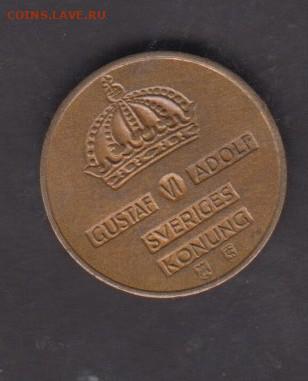 COINS.LAVE.RU
GUSTAF VI ADOLF
SVERIGES
KONUNG